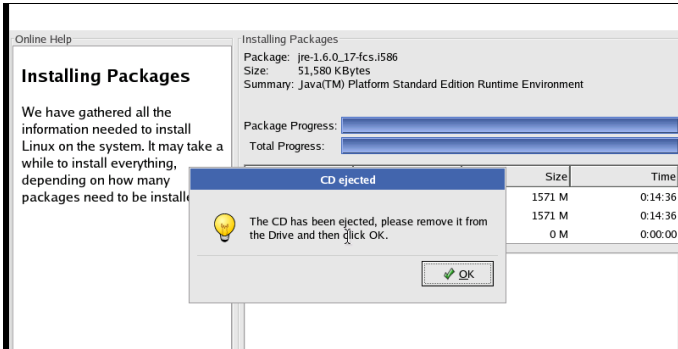 Online Help
Installing Packages
We have gathered all the
information needed to install
Linux on the system. It may take a
while to install everything,
depending on how many
packages need to be
Installing Packages
Package: jre-1.6.0_17-fcs.i586
Size: 51,580 KBytes
Summary: Java(TM) Platform Standard Edition Runtime Environment
Package Progress:
Total Progress:
Size Time
1571 M 0:14:36
1571 M 0:14:36
0 M 0:00:00
CD ejected
The CD has been ejected, please remove it from
the Drive and then click OK.
OK